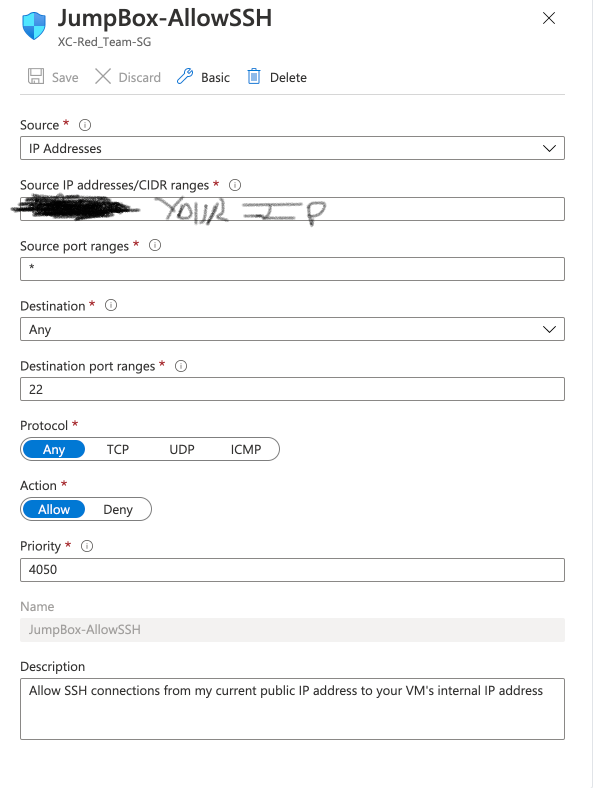 JumpBox-AllowSSH
XC-Red_Team-SG
Save Discard Basic Delete
Source *
IP Addresses
Source IP addresses/CIDR ranges *
YOUR IP
Source port ranges *
*
Destination *
Any
Destination port ranges *
22
Protocol *
Any TCP UDP ICMP
Action *
Allow Deny
Priority *
4050
Name
JumpBox-AllowSSH
Description
Allow SSH connections from my current public IP address to your VM's internal IP address